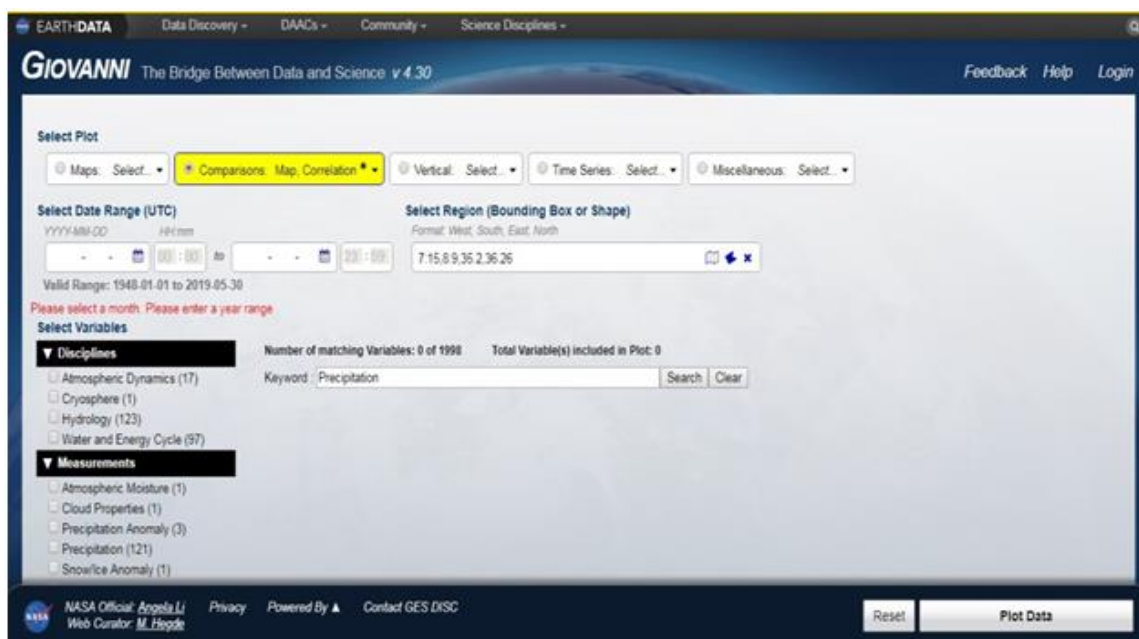 EARTHDATA Data Discovery DAACs Community Science Disciplines
GIOVANNI The Bridge Between Data and Science v 4.30 Feedback Help Login
Select Plot
Maps: Select... Comparisons: Map, Correlation * Vertical: Select... Time Series: Select... Miscellaneous: Select...
Select Date Range (UTC) Select Region (Bounding Box or Shape)
YYYY-MM-DD HH:mm Format: West, South, East, North
- - 00 : 00 to - - 23 : 59 7.15,8.9,36.2,36.26
Valid Range: 1948-01-01 to 2019-05-30
Please select a month. Please enter a year range
Select Variables
▼ Disciplines Number of matching Variables: 0 of 1998 Total Variable(s) included in Plot: 0
Atmospheric Dynamics (17) Keyword : Precipitation Search Clear
Cryosphere (1)
Hydrology (123)
Water and Energy Cycle (97)
▼ Measurements
Atmospheric Moisture (1)
Cloud Properties (1)
Precipitation Anomaly (3)
Precipitation (121)
Snow/Ice Anomaly (1)
NASA NASA Official: Angela Li Privacy Powered By ▲ Contact GES DISC Reset Plot Data
Web Curator: M. Hegde